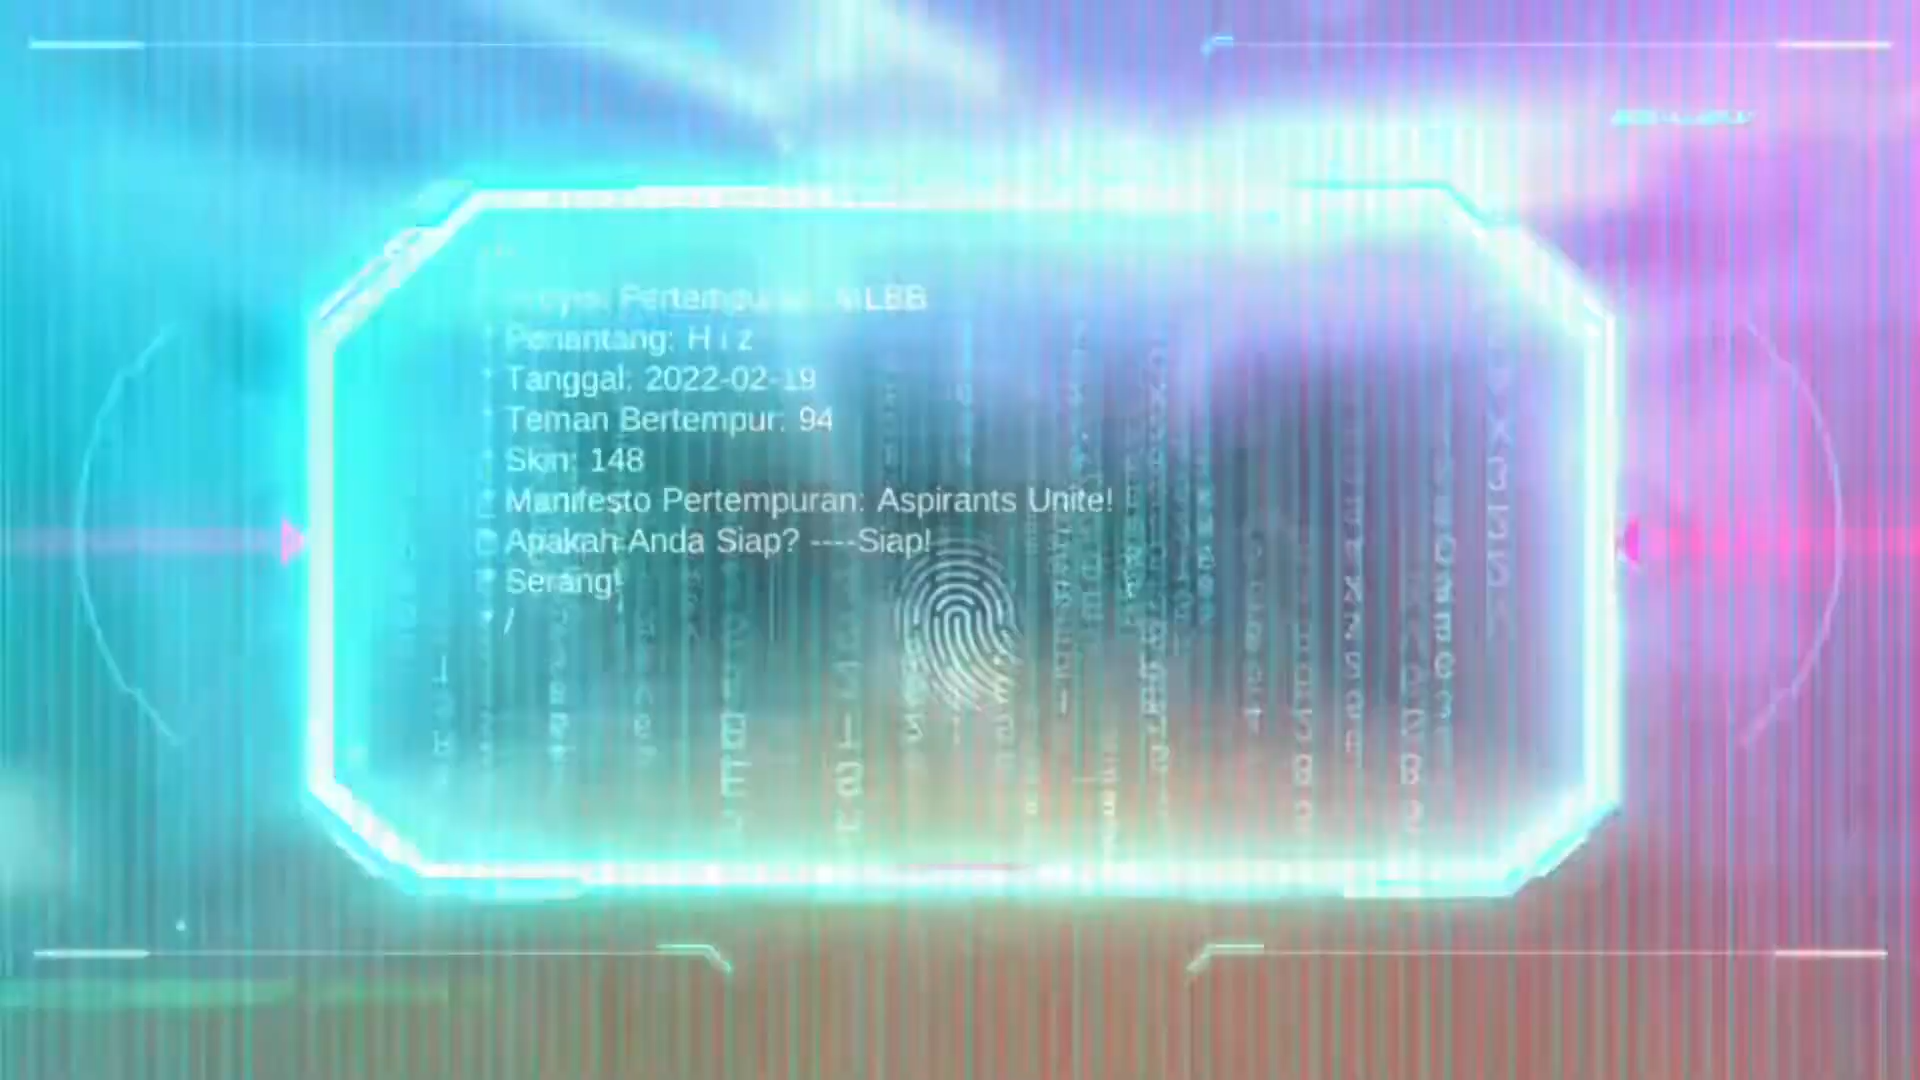 Pertempuran MLBB
Penantang: H i z
Tanggal: 2022-02-19
Teman Bertempur: 94
Skin: 148
Manifesto Pertempuran: Aspirants Unite!
Apakah Anda Siap? ----Siap!
Serang!
/